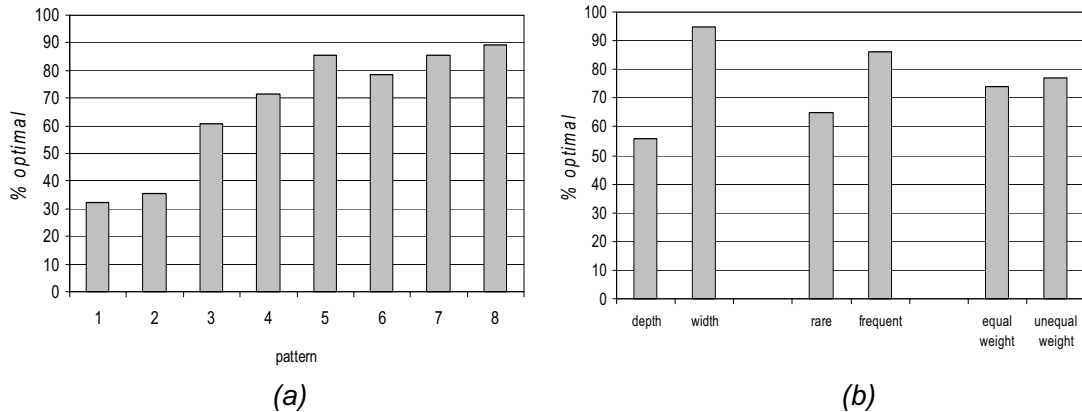 100
90
80
70
60
50
40
30
20
10
0
% optimal
1 2 3 4 5 6 7 8
pattern
(a)
100
90
80
70
60
50
40
30
20
10
0
% optimal
depth width rare frequent equal unequal
weight weight
(b)